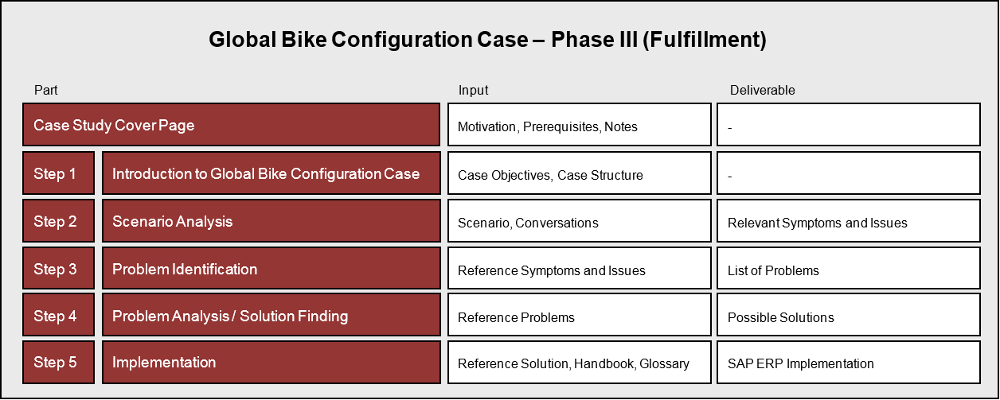 Global Bike Configuration Case – Phase III (Fulfillment)
Part Input Deliverable
Case Study Cover Page Motivation, Prerequisites, Notes -
Step 1 Introduction to Global Bike Configuration Case Case Objectives, Case Structure -
Step 2 Scenario Analysis Scenario, Conversations Relevant Symptoms and Issues
Step 3 Problem Identification Reference Symptoms and Issues List of Problems
Step 4 Problem Analysis / Solution Finding Reference Problems Possible Solutions
Step 5 Implementation Reference Solution, Handbook, Glossary SAP ERP Implementation